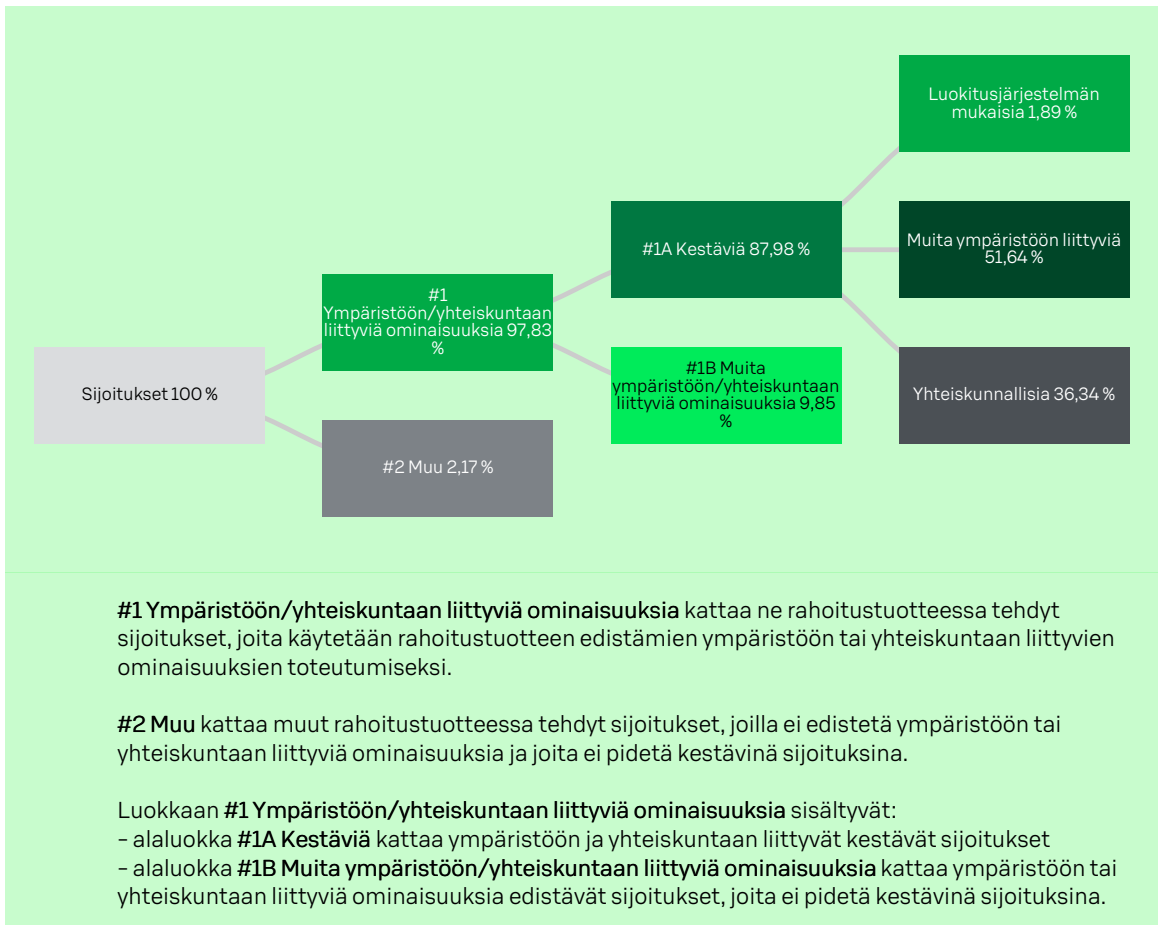 Luokitusjärjestelmän
mukaisia 1,89 %
#1A Kestäviä 87,98 %
Muita ympäristöön liittyviä
51,64 %
#1
Ympäristöön/yhteiskuntaan
liittyviä ominaisuuksia 97,83
%
Sijoitukset 100 %
#1B Muita
ympäristöön/yhteiskuntaan
liittyviä ominaisuuksia 9,85
%
Yhteiskunnallisia 36,34 %
#2 Muu 2,17 %
#1 Ympäristöön/yhteiskuntaan liittyviä ominaisuuksia kattaa ne rahoitustuotteessa tehdyt
sijoitukset, joita käytetään rahoitustuotteen edistämien ympäristöön tai yhteiskuntaan liittyvien
ominaisuuksien toteutumiseksi.
#2 Muu kattaa muut rahoitustuotteessa tehdyt sijoitukset, joilla ei edistetä ympäristöön tai
yhteiskuntaan liittyviä ominaisuuksia ja joita ei pidetä kestävinä sijoituksina.
Luokkaan #1 Ympäristöön/yhteiskuntaan liittyviä ominaisuuksia sisältyvät:
– alaluokka #1A Kestäviä kattaa ympäristöön ja yhteiskuntaan liittyvät kestävät sijoitukset
– alaluokka #1B Muita ympäristöön/yhteiskuntaan liittyviä ominaisuuksia kattaa ympäristöön tai
yhteiskuntaan liittyviä ominaisuuksia edistävät sijoitukset, joita ei pidetä kestävinä sijoituksina.